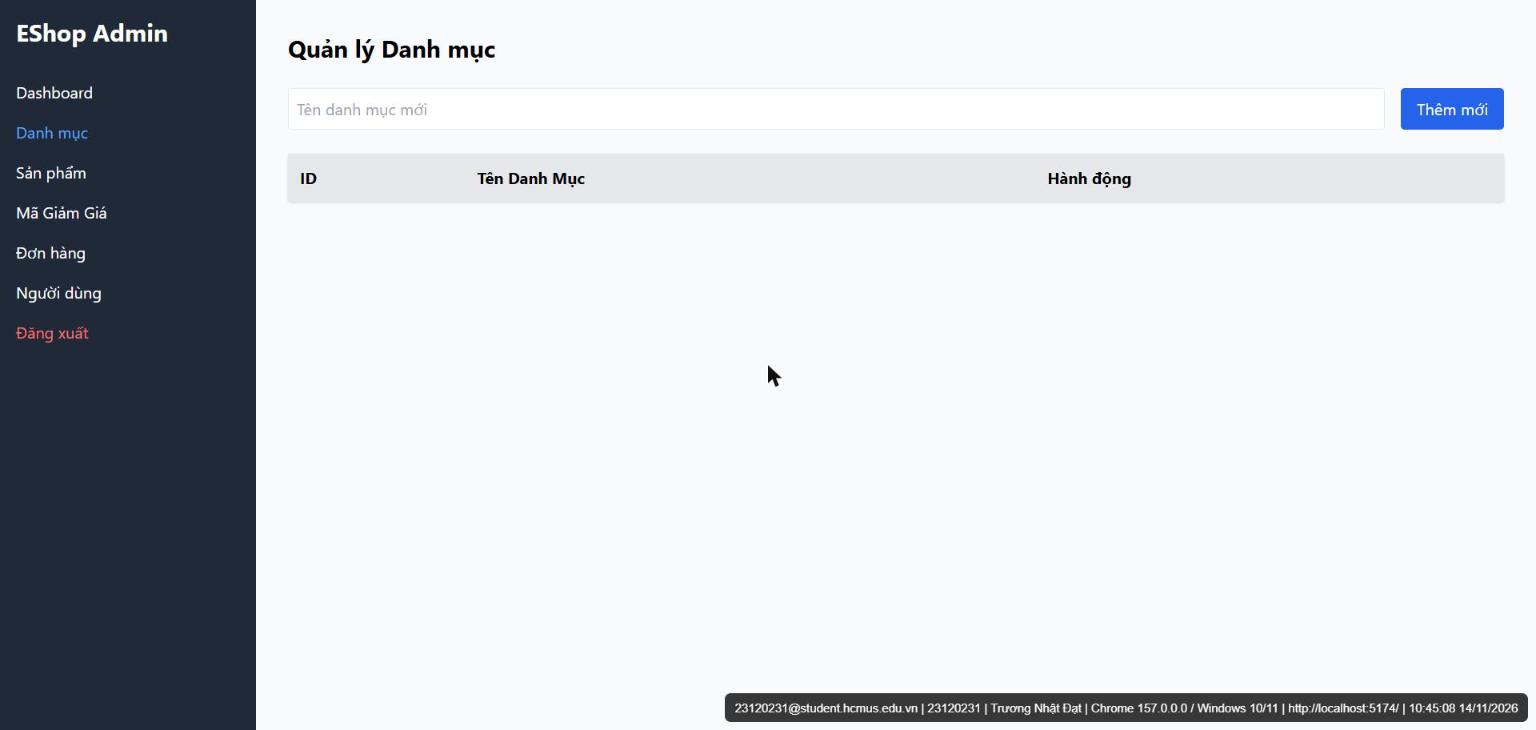 EShop Admin
Dashboard
Danh mục
Sản phẩm
Mã Giảm Giá
Đơn hàng
Người dùng
Đăng xuất
Quản lý Danh mục
Tên danh mục mới
Thêm mới
ID Tên Danh Mục Hành động
23120231@student.hcmus.edu.vn | 23120231 | Trương Nhật Đạt | Chrome 157.0.0.0 / Windows 10/11 | http://localhost:5174/ | 10:45:08 14/11/2026